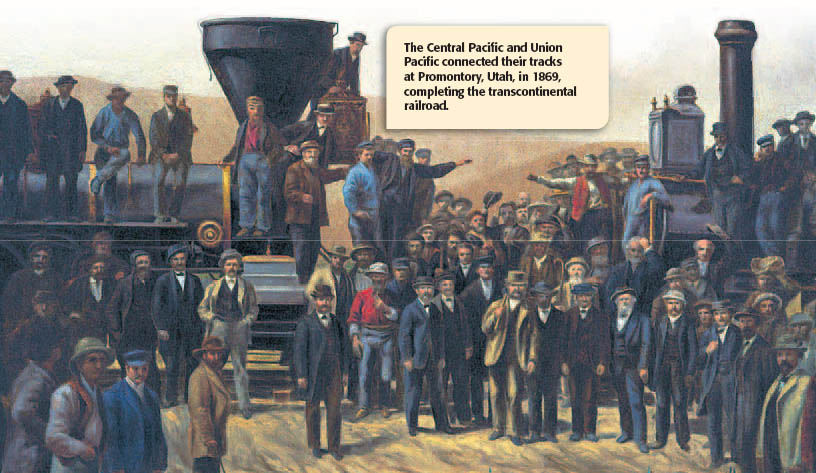 The Central Pacific and Union
Pacific connected their tracks
at Promontory, Utah, in 1869,
completing the transcontinental
railroad.